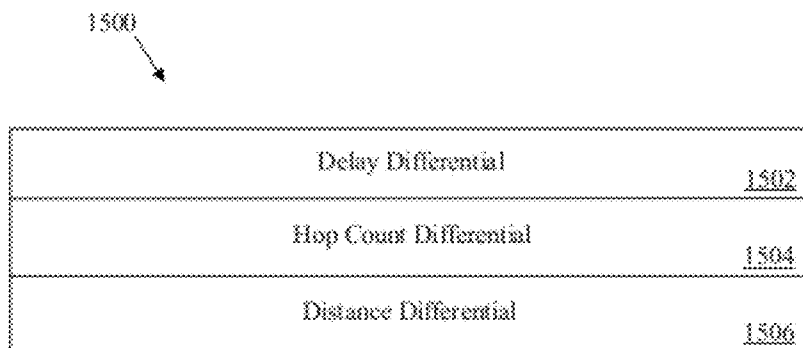 1500
Delay Differential
1502
Hop Count Differential
1504
Distance Differential
1506